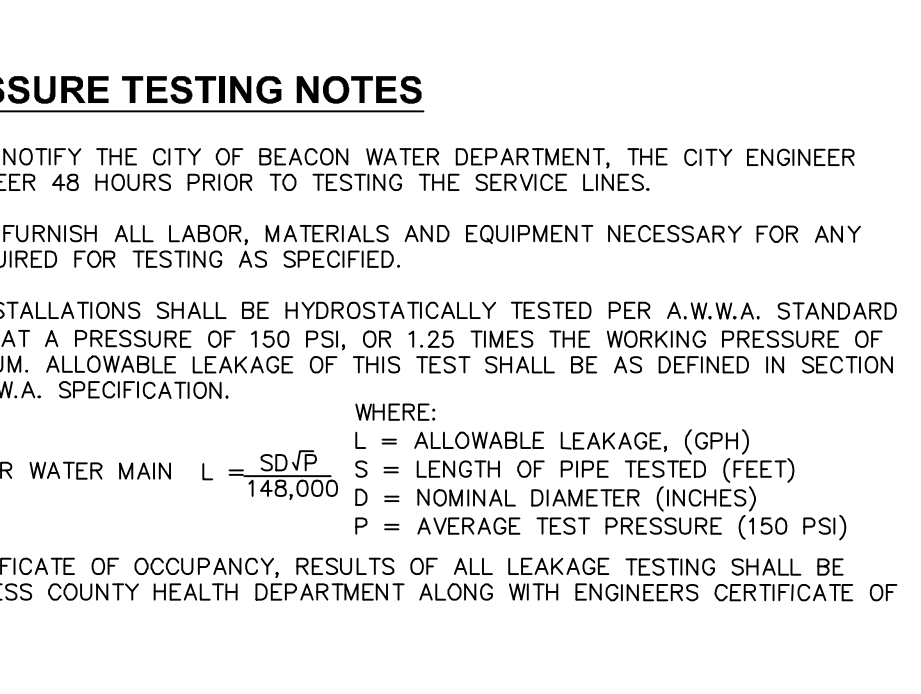 SSURE TESTING NOTES
NOTIFY THE CITY OF BEACON WATER DEPARTMENT, THE CITY ENGINEER
EER 48 HOURS PRIOR TO TESTING THE SERVICE LINES.
FURNISH ALL LABOR, MATERIALS AND EQUIPMENT NECESSARY FOR ANY
UIRED FOR TESTING AS SPECIFIED.
STALLATIONS SHALL BE HYDROSTATICALLY TESTED PER A.W.W.A. STANDARD
AT A PRESSURE OF 150 PSI, OR 1.25 TIMES THE WORKING PRESSURE OF
UM. ALLOWABLE LEAKAGE OF THIS TEST SHALL BE AS DEFINED IN SECTION
W.A. SPECIFICATION.
R WATER MAIN L = SD√P / 148,000
WHERE:
L = ALLOWABLE LEAKAGE, (GPH)
S = LENGTH OF PIPE TESTED (FEET)
D = NOMINAL DIAMETER (INCHES)
P = AVERAGE TEST PRESSURE (150 PSI)
IFICATE OF OCCUPANCY, RESULTS OF ALL LEAKAGE TESTING SHALL BE
ESS COUNTY HEALTH DEPARTMENT ALONG WITH ENGINEERS CERTIFICATE OF